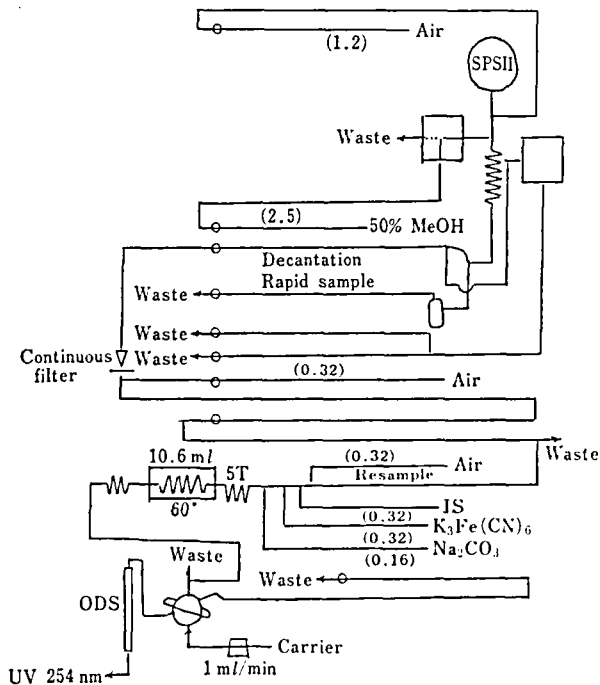 Air
(1.2)
SPSII
Waste
(2.5)
50% MeOH
Decantation
Rapid sample
Waste
Waste
Continuous
filter
Waste
(0.32)
Air
Waste
10.6 ml
5T
(0.32)
Air
Resample
60°
IS
(0.32)
K₃Fe(CN)₆
(0.32)
Na₂CO₃
(0.16)
Waste
Waste
ODS
Carrier
1 ml/min
UV 254 nm